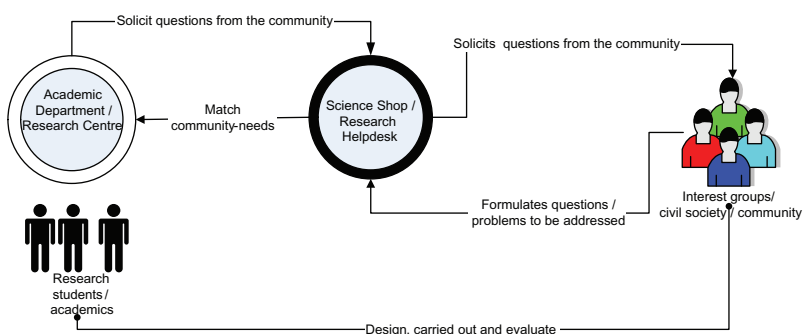 Solicit questions from the community
Solicits questions from the community
Academic
Department /
Research Centre
Match
community-needs
Science Shop /
Research
Helpdesk
Formulates questions /
problems to be addressed
Interest groups/
civil society / community
Research
students /
academics
Design, carried out and evaluate